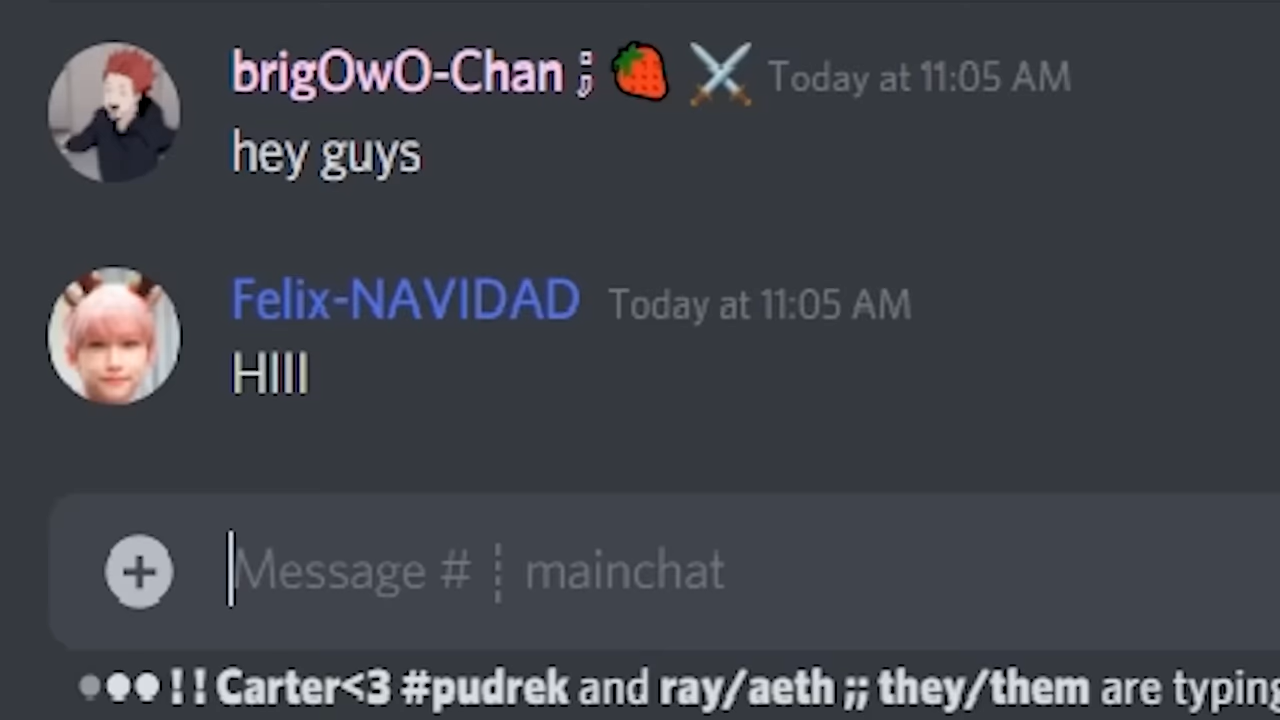 brigOwO-Chan ; 🍓 ⚔️ Today at 11:05 AM
hey guys
Felix-NAVIDAD Today at 11:05 AM
HIII
Message # ┊ mainchat
!! Carter<3 #pudrek and ray/aeth ;; they/them are typing